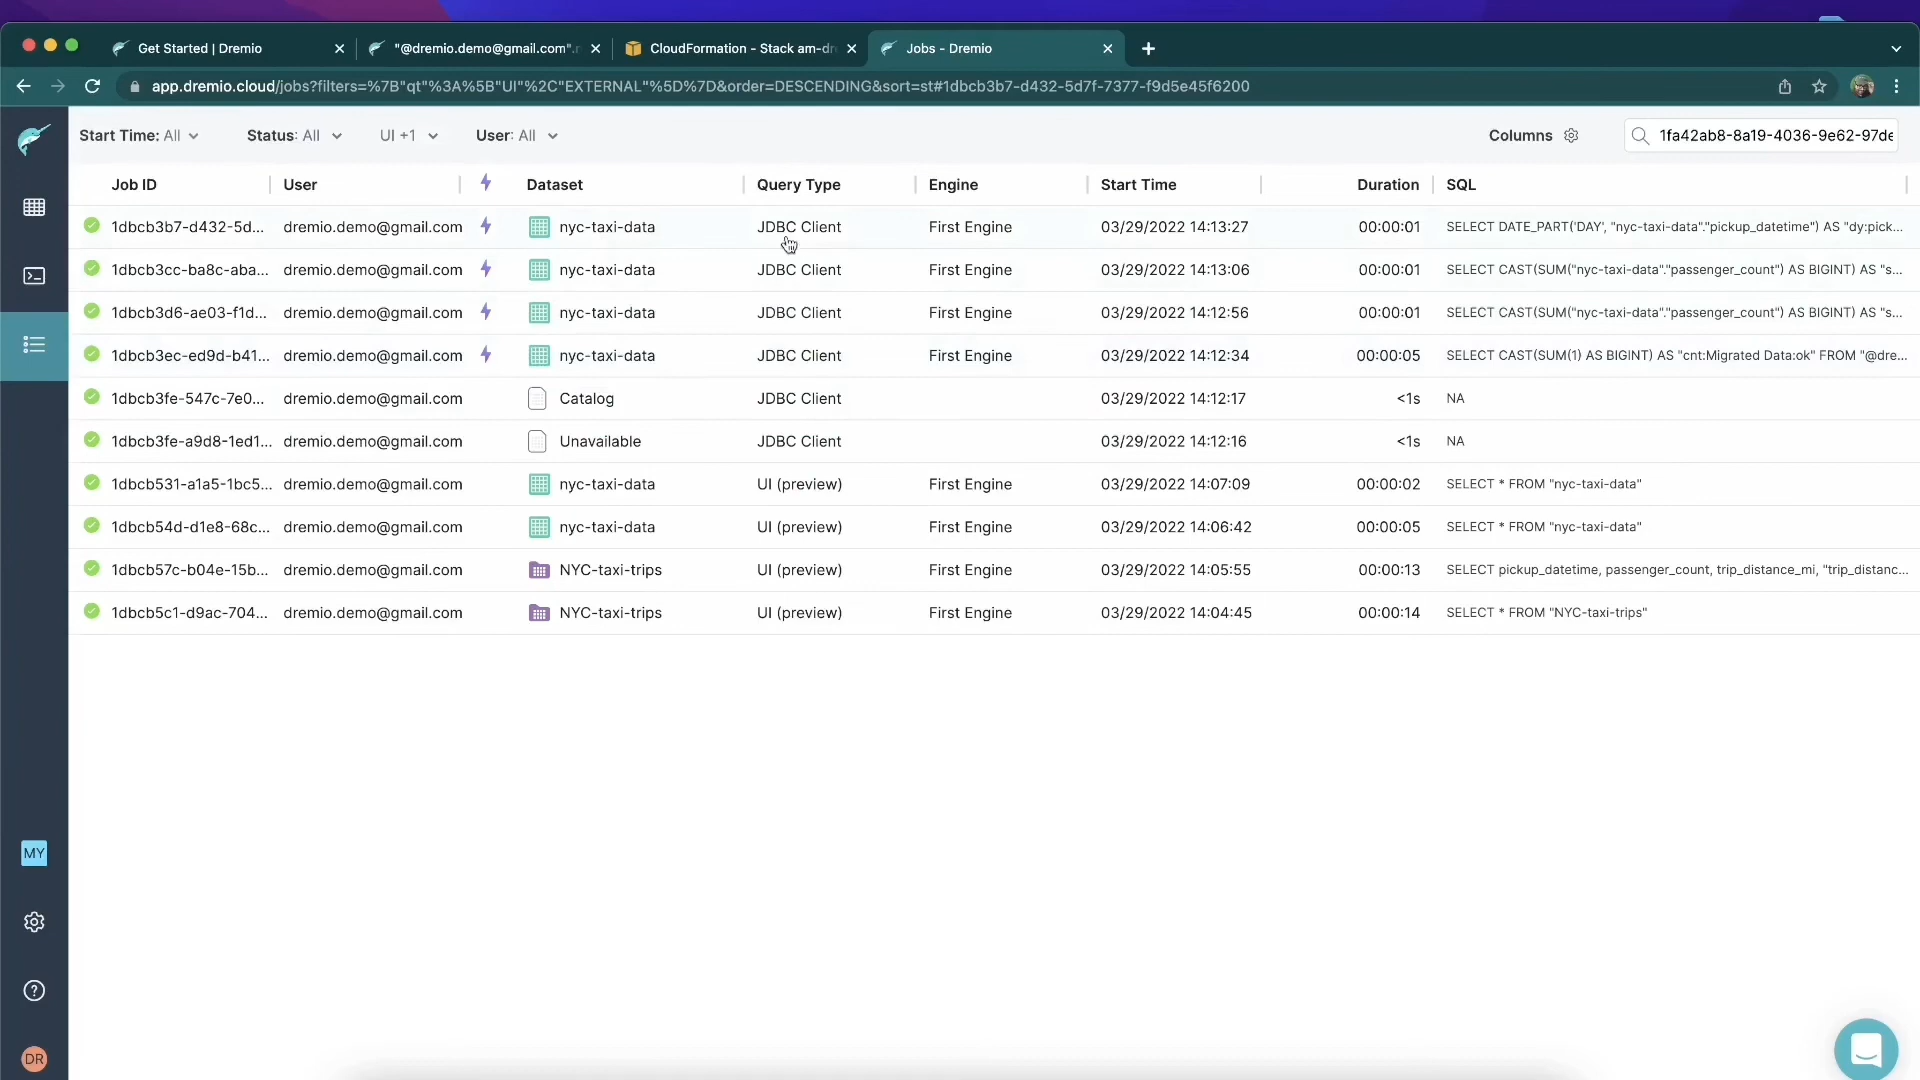 Get Started | Dremio
"@dremio.demo@gmail.com".
CloudFormation - Stack am-dr
Jobs - Dremio
app.dremio.cloud/jobs?filters=%7B"qt"%3A%5B"UI"%2C"EXTERNAL"%5D%7D&order=DESCENDING&sort=st#1dbcb3b7-d432-5d7f-7377-f9d5e45f6200
Start Time: All Status: All UI +1 User: All Columns 1fa42ab8-8a19-4036-9e62-97de
Job ID User Dataset Query Type Engine Start Time Duration SQL
1dbcb3b7-d432-5d... dremio.demo@gmail.com nyc-taxi-data JDBC Client First Engine 03/29/2022 14:13:27 00:00:01 SELECT DATE_PART('DAY', "nyc-taxi-data"."pickup_datetime") AS "dy:pick...
1dbcb3cc-ba8c-aba... dremio.demo@gmail.com nyc-taxi-data JDBC Client First Engine 03/29/2022 14:13:06 00:00:01 SELECT CAST(SUM("nyc-taxi-data"."passenger_count") AS BIGINT) AS "s...
1dbcb3d6-ae03-f1d... dremio.demo@gmail.com nyc-taxi-data JDBC Client First Engine 03/29/2022 14:12:56 00:00:01 SELECT CAST(SUM("nyc-taxi-data"."passenger_count") AS BIGINT) AS "s...
1dbcb3ec-ed9d-b41... dremio.demo@gmail.com nyc-taxi-data JDBC Client First Engine 03/29/2022 14:12:34 00:00:05 SELECT CAST(SUM(1) AS BIGINT) AS "cnt:Migrated Data:ok" FROM "@dre...
1dbcb3fe-547c-7e0... dremio.demo@gmail.com Catalog JDBC Client 03/29/2022 14:12:17 <1s NA
1dbcb3fe-a9d8-1ed1... dremio.demo@gmail.com Unavailable JDBC Client 03/29/2022 14:12:16 <1s NA
1dbcb531-a1a5-1bc5... dremio.demo@gmail.com nyc-taxi-data UI (preview) First Engine 03/29/2022 14:07:09 00:00:02 SELECT * FROM "nyc-taxi-data"
1dbcb54d-d1e8-68c... dremio.demo@gmail.com nyc-taxi-data UI (preview) First Engine 03/29/2022 14:06:42 00:00:05 SELECT * FROM "nyc-taxi-data"
1dbcb57c-b04e-15b... dremio.demo@gmail.com NYC-taxi-trips UI (preview) First Engine 03/29/2022 14:05:55 00:00:13 SELECT pickup_datetime, passenger_count, trip_distance_mi, "trip_distanc...
1dbcb5c1-d9ac-704... dremio.demo@gmail.com NYC-taxi-trips UI (preview) First Engine 03/29/2022 14:04:45 00:00:14 SELECT * FROM "NYC-taxi-trips"
MY
DR